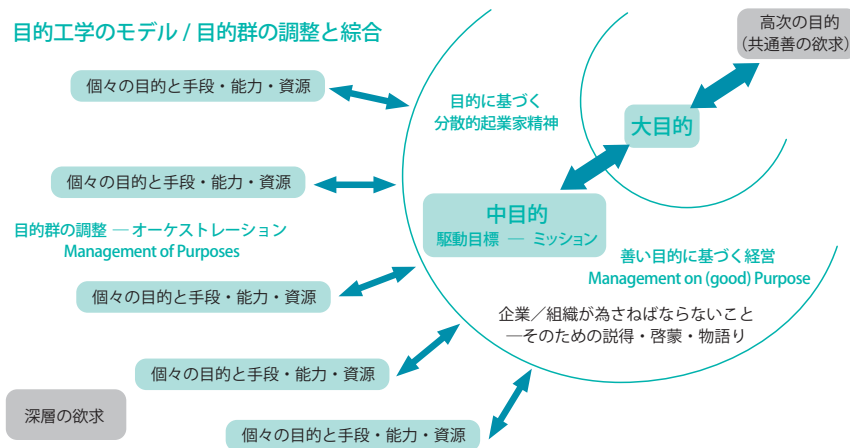 目的工学のモデル / 目的群の調整と綜合
高次の目的
(共通善の欲求)
個々の目的と手段・能力・資源
目的に基づく
分散的起業家精神
大目的
個々の目的と手段・能力・資源
中目的
駆動目標 ― ミッション
目的群の調整 ― オーケストレーション
Management of Purposes
善い目的に基づく経営
Management on (good) Purpose
個々の目的と手段・能力・資源
企業／組織が為さねばならないこと
―そのための説得・啓蒙・物語り
個々の目的と手段・能力・資源
深層の欲求
個々の目的と手段・能力・資源